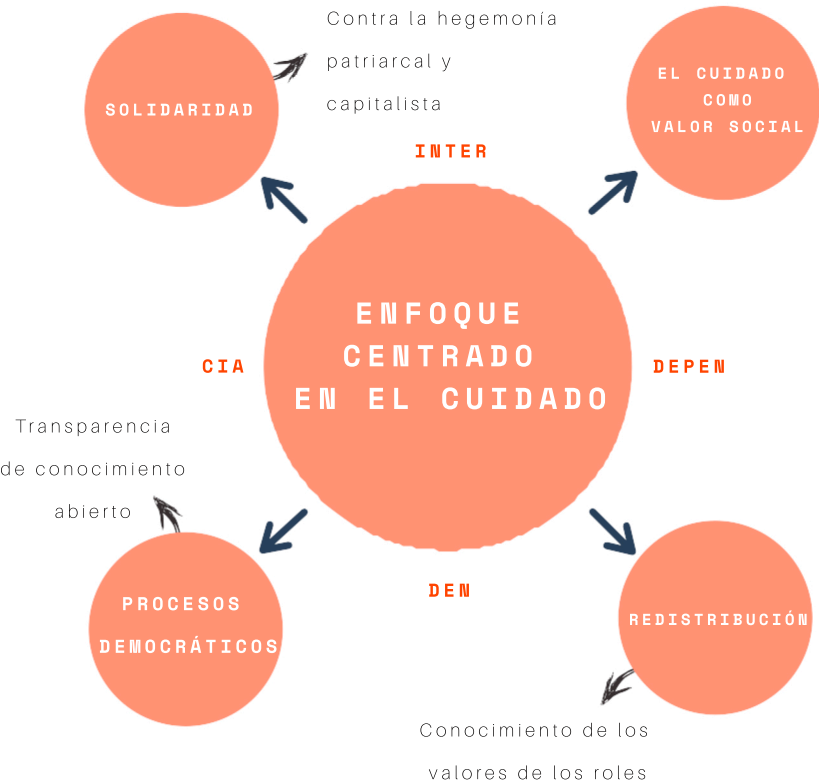 Contra la hegemonía
patriarcal y
capitalista
SOLIDARIDAD
EL CUIDADO
COMO
VALOR SOCIAL
INTER
ENFOQUE
CENTRADO
EN EL CUIDADO
CIA
DEPEN
Transparencia
de conocimiento
abierto
DEN
PROCESOS
DEMOCRÁTICOS
REDISTRIBUCIÓN
Conocimiento de los
valores de los roles